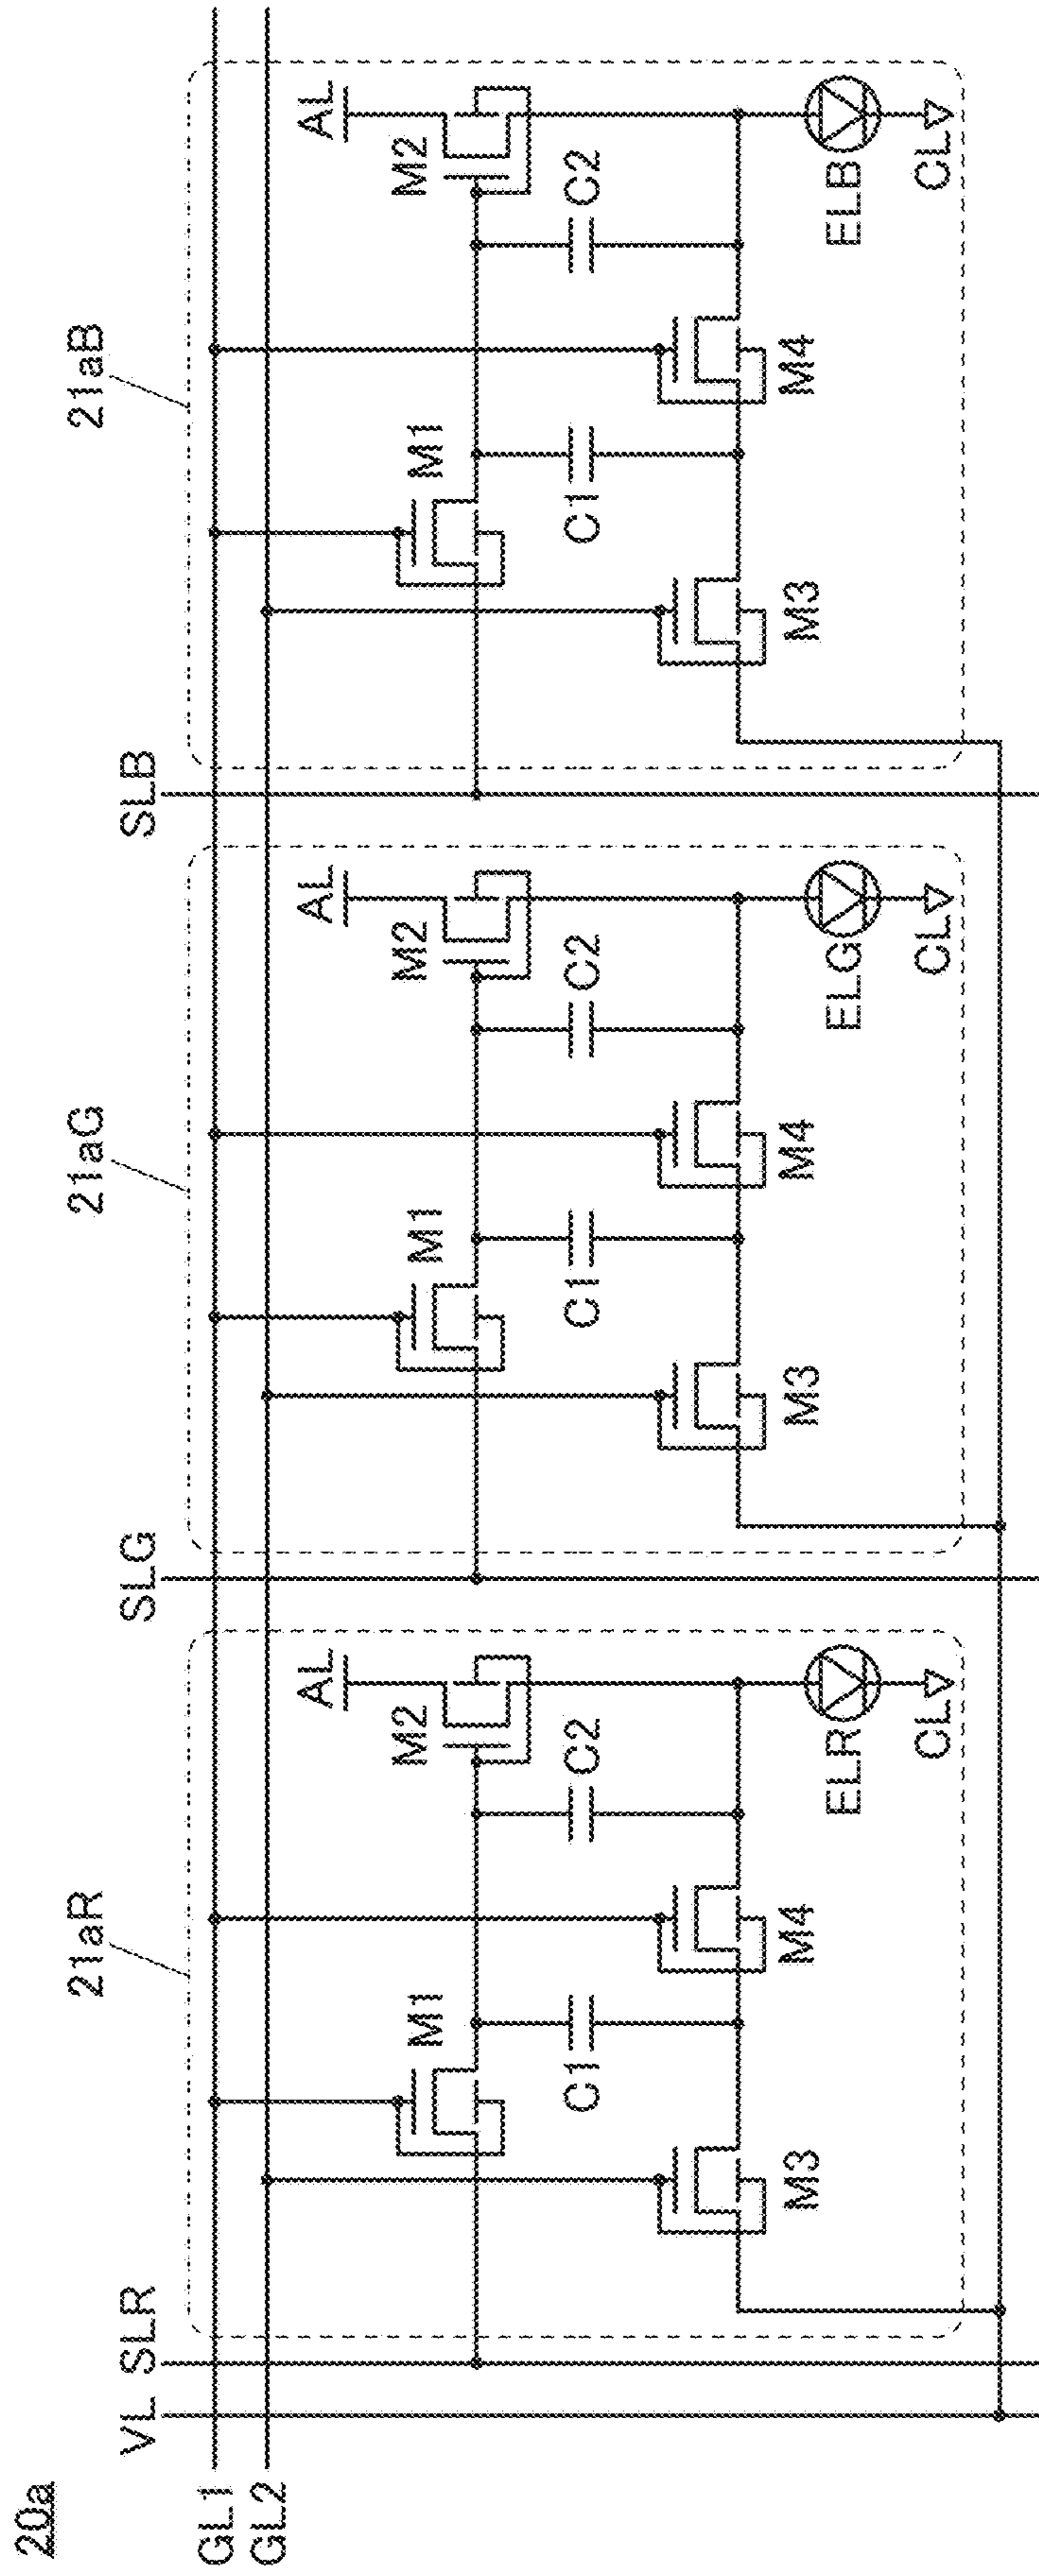 20a
21aR
21aG
21aB
VL
SLR
SLG
SLB
GL1
GL2
AL
M1
M2
C1
C2
M3
M4
ELR
CL
AL
M1
M2
C1
C2
M3
M4
ELG
CL
AL
M1
M2
C1
C2
M3
M4
ELB
CL